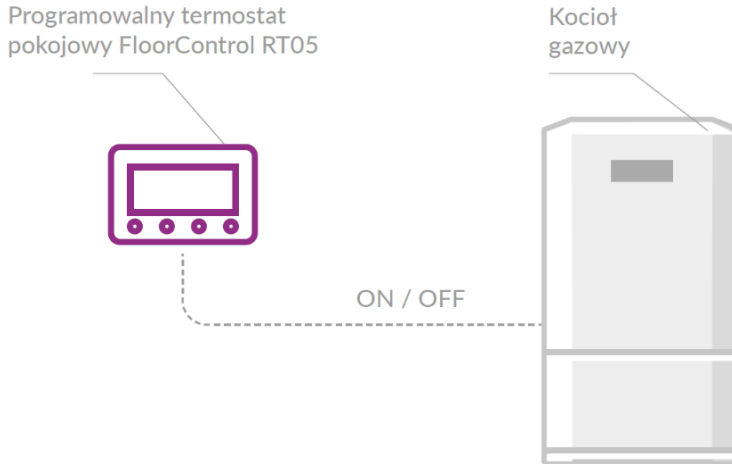 Programowalny termostat
pokojowy FloorControl RT05
Kocioł
gazowy
ON / OFF